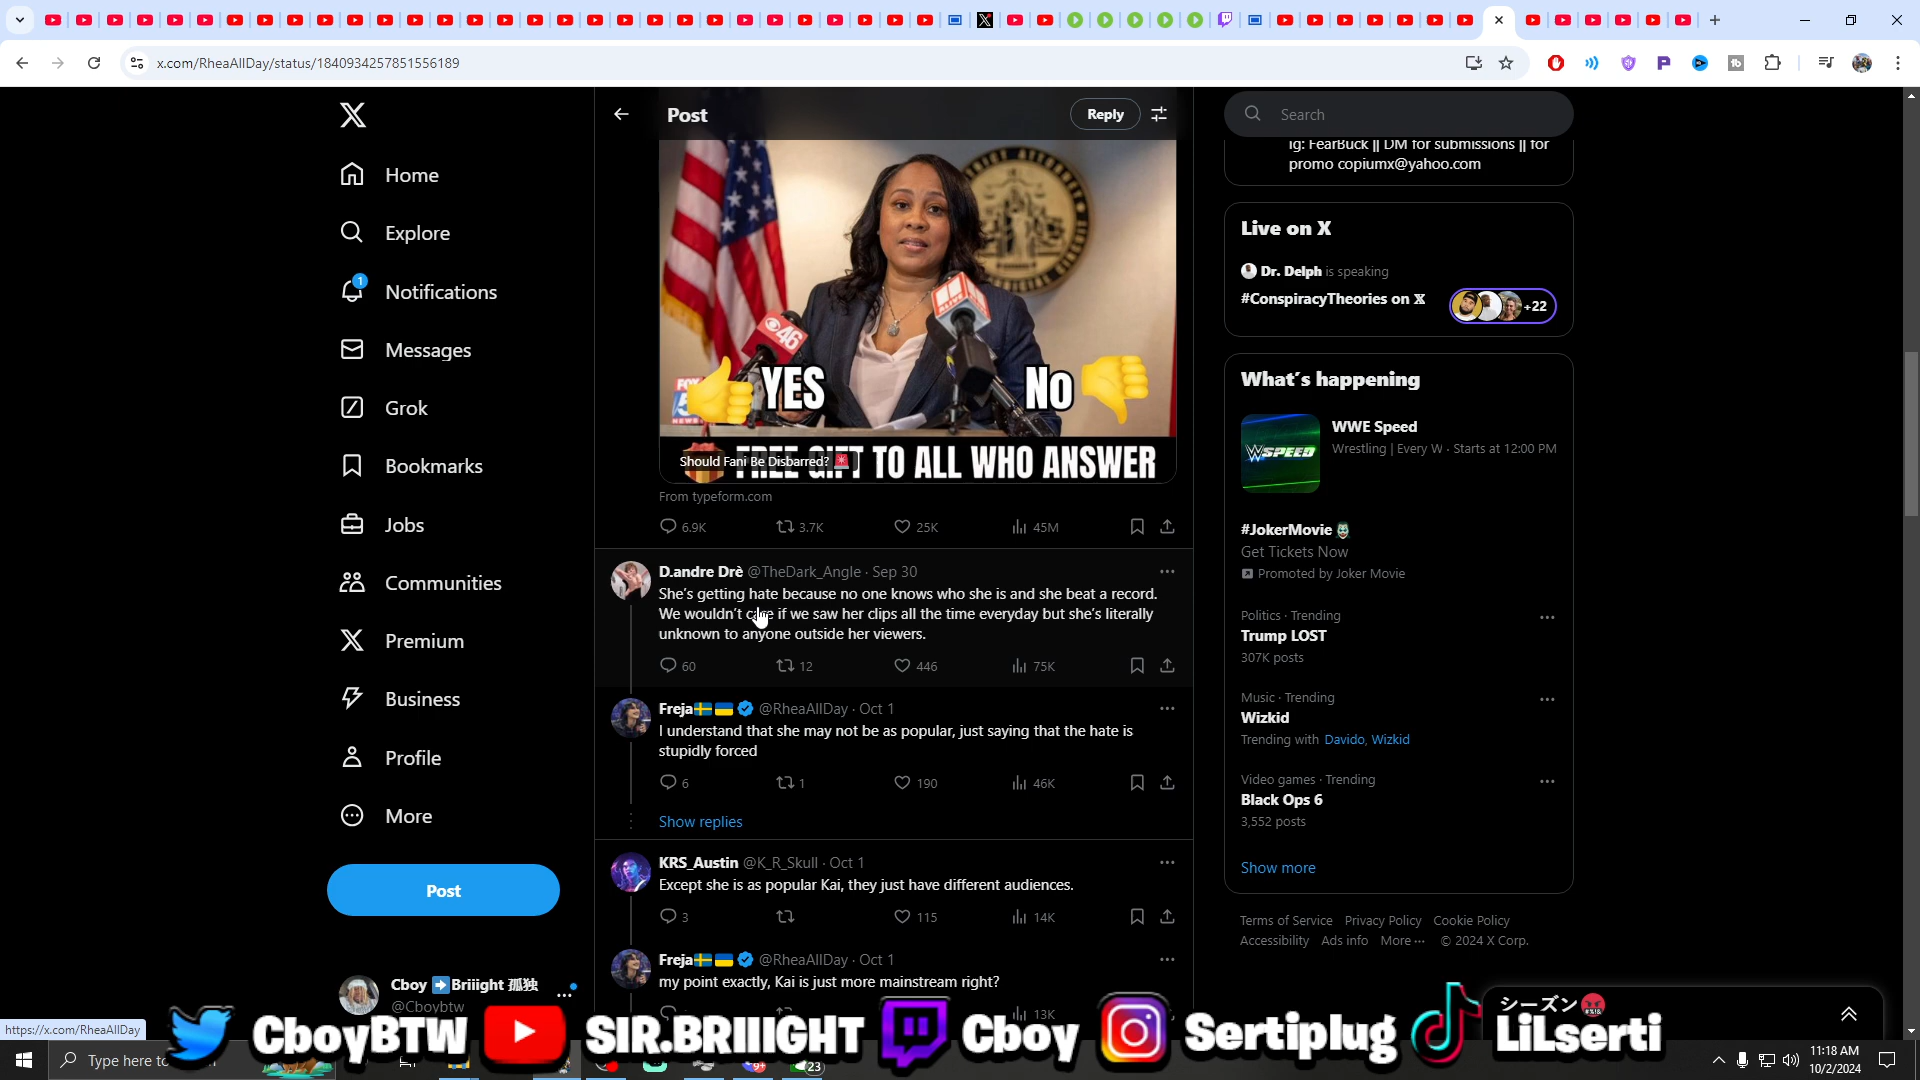 x.com/RheaAllDay/status/1840934257851556189
Home
Explore
1
Notifications
Messages
Grok
Bookmarks
Jobs
Communities
Premium
Business
Profile
More
Post
Cboy ➡️Briiight 孤独
@Cboybtw
https://x.com/RheaAllDay
Post
Reply
CBS 46
YES
No
Should Fani Be Disbarred? 🚨
FREE GIFT TO ALL WHO ANSWER
From typeform.com
6.9K 3.7K 25K 45M
D.andre Drè @TheDark_Angle · Sep 30
She's getting hate because no one knows who she is and she beat a record.
We wouldn't care if we saw her clips all the time everyday but she's literally
unknown to anyone outside her viewers.
60 12 446 75K
Freja🇸🇪🇺🇦 @RheaAllDay · Oct 1
I understand that she may not be as popular, just saying that the hate is
stupidly forced
6 1 190 46K
Show replies
KRS_Austin @K_R_Skull · Oct 1
Except she is as popular Kai, they just have different audiences.
3 115 14K
Freja🇸🇪🇺🇦 @RheaAllDay · Oct 1
my point exactly, Kai is just more mainstream right?
13K
Search
ig: FearBuck || DM for submissions || for
promo copiumx@yahoo.com
Live on X
Dr. Delph is speaking
#ConspiracyTheories on X
+22
What's happening
WWE Speed
Wrestling | Every W · Starts at 12:00 PM
SPEED
#JokerMovie
Get Tickets Now
Promoted by Joker Movie
Politics · Trending
Trump LOST
307K posts
Music · Trending
Wizkid
Trending with Davido, Wizkid
Video games · Trending
Black Ops 6
3,552 posts
Show more
Terms of Service Privacy Policy Cookie Policy
Accessibility Ads info More ··· © 2024 X Corp.
シーズン🤬
CboyBTW SIR.BRIIIGHT Cboy Sertiplug LiLserti
Type here to
9+
23
11:18 AM
10/2/2024